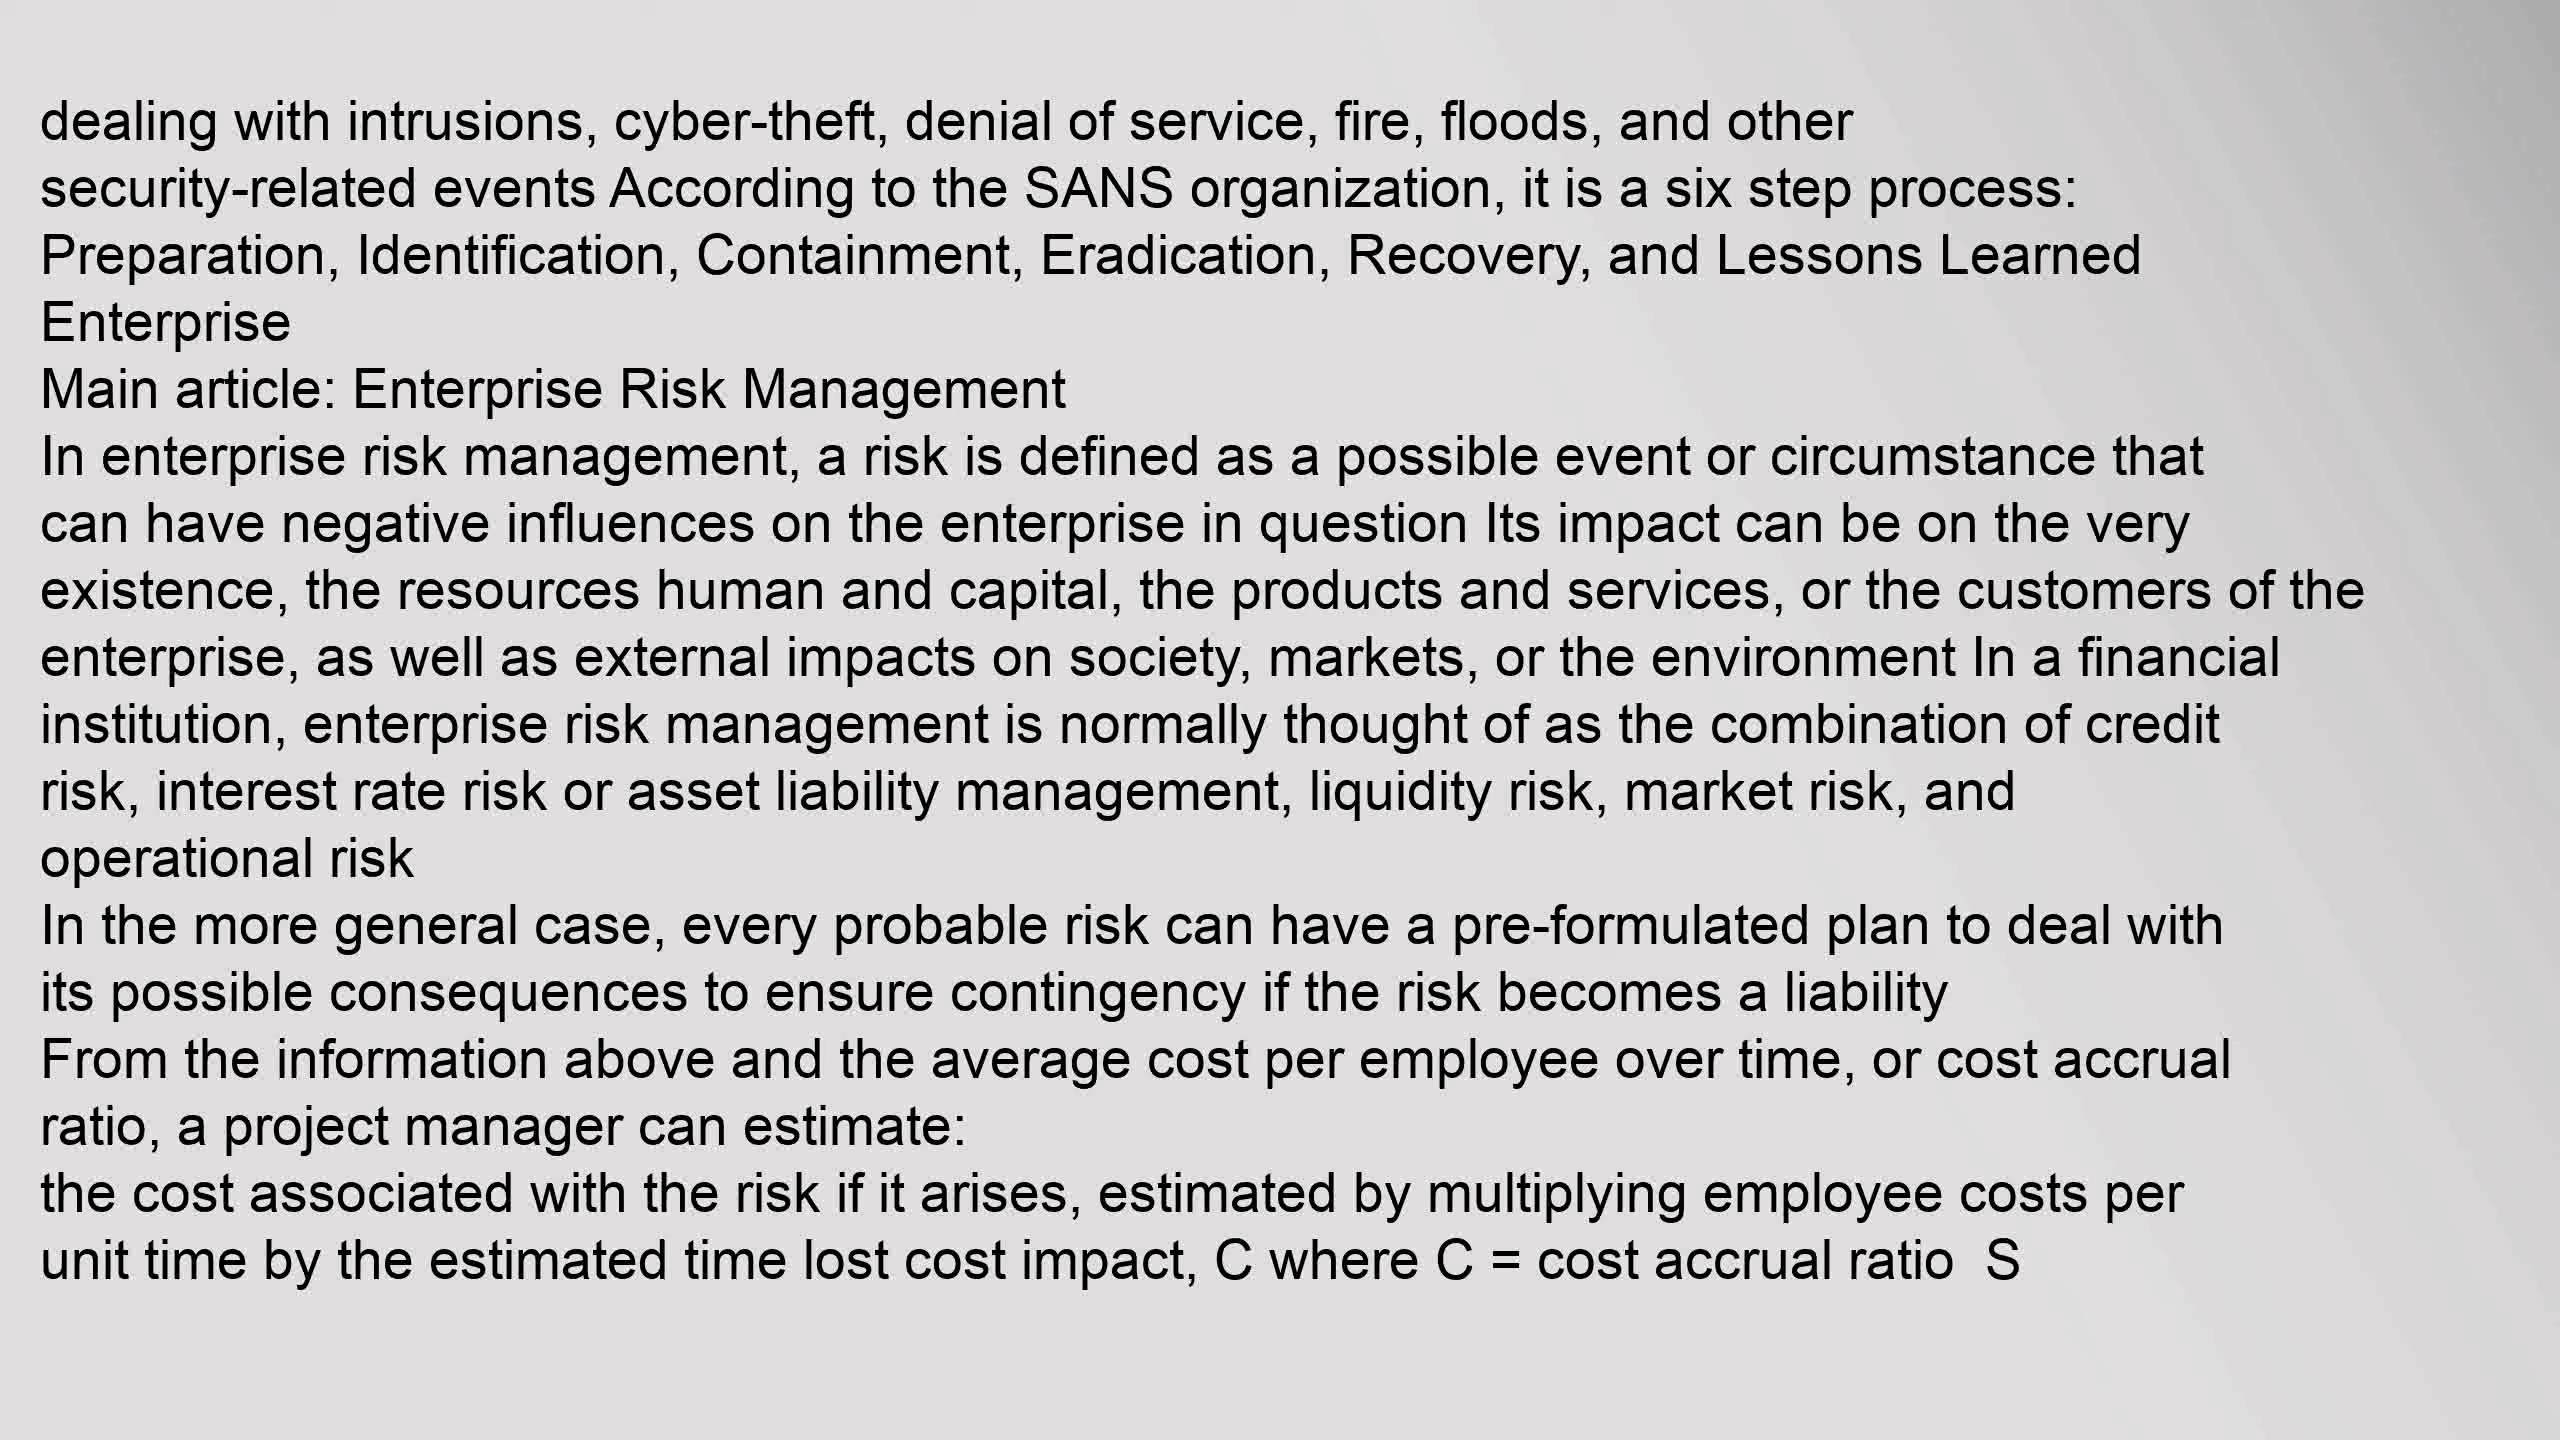 dealing with intrusions, cyber-theft, denial of service, fire, floods, and other
security-related events According to the SANS organization, it is a six step process:
Preparation, Identification, Containment, Eradication, Recovery, and Lessons Learned
Enterprise
Main article: Enterprise Risk Management
In enterprise risk management, a risk is defined as a possible event or circumstance that
can have negative influences on the enterprise in question Its impact can be on the very
existence, the resources human and capital, the products and services, or the customers of the
enterprise, as well as external impacts on society, markets, or the environment In a financial
institution, enterprise risk management is normally thought of as the combination of credit
risk, interest rate risk or asset liability management, liquidity risk, market risk, and
operational risk
In the more general case, every probable risk can have a pre-formulated plan to deal with
its possible consequences to ensure contingency if the risk becomes a liability
From the information above and the average cost per employee over time, or cost accrual
ratio, a project manager can estimate:
the cost associated with the risk if it arises, estimated by multiplying employee costs per
unit time by the estimated time lost cost impact, C where C = cost accrual ratio  S